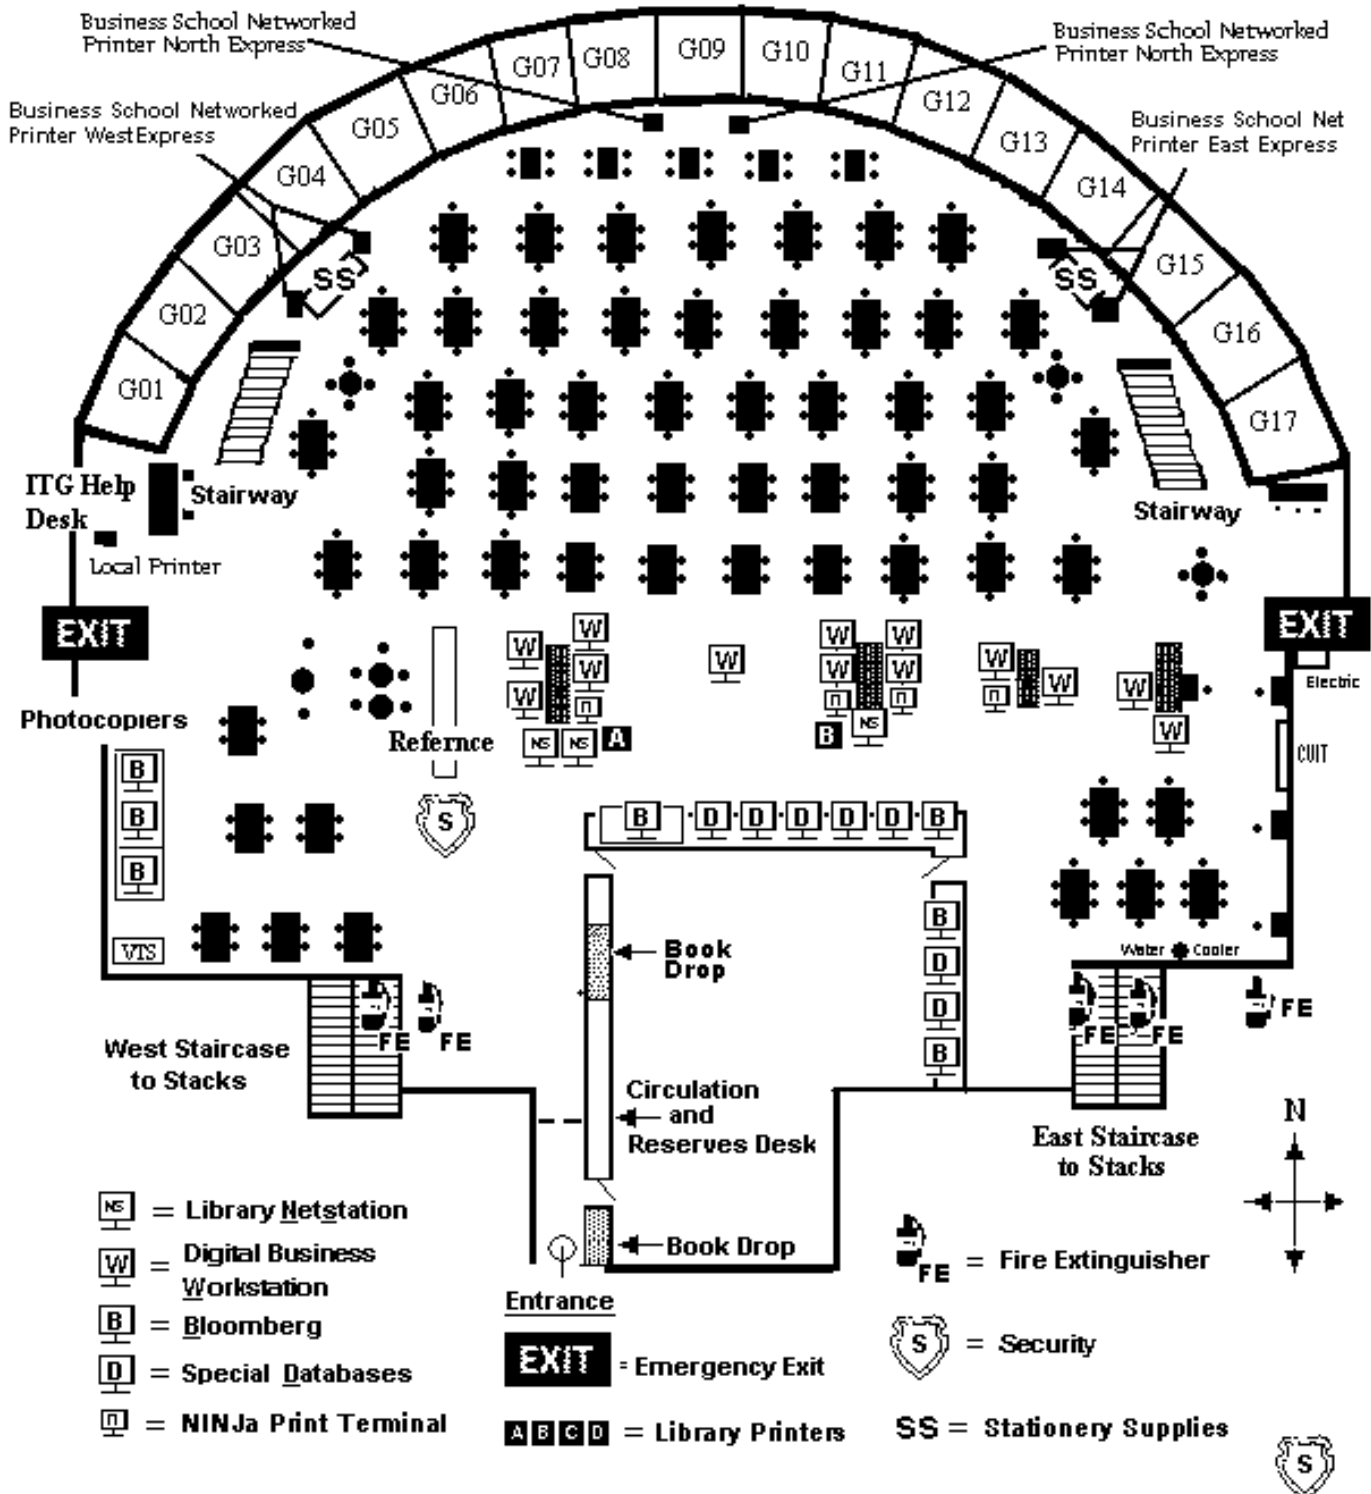 Business School Networked
Printer North Express
Business School Networked
Printer North Express
Business School Networked
Printer WestExpress
Business School Net
Printer East Express
G01
G02
G03
G04
G05
G06
G07
G08
G09
G10
G11
G12
G13
G14
G15
G16
G17
SS
SS
ITG Help
Desk
Stairway
Stairway
Local Printer
EXIT
EXIT
Electric
W
W
W
W
n
NS
NS
A
W
W
W
W
W
n
n
NS
B
W
W
n
W
W
Photocopiers
Refernce
CUIT
B
B
B
VTS
S
B
D
D
D
D
D
B
B
D
D
B
Book
Drop
Water Cooler
FE
FE
FE
FE
FE
West Staircase
to Stacks
Circulation
and
Reserves Desk
East Staircase
to Stacks
N
Book Drop
Entrance
NS = Library Netstation
W = Digital Business
Workstation
B = Bloomberg
D = Special Databases
n = NINJa Print Terminal
EXIT = Emergency Exit
A B C D = Library Printers
FE = Fire Extinguisher
S = Security
SS = Stationery Supplies
S